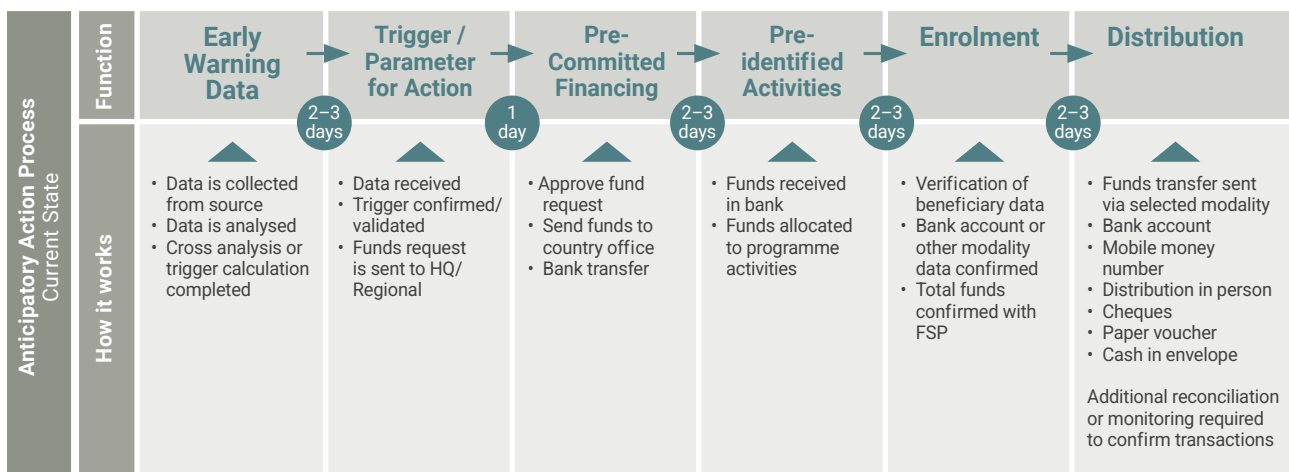 Anticipatory Action Process
Current State
Function
Early
Warning
Data
Trigger /
Parameter
for Action
Pre-
Committed
Financing
Pre-
identified
Activities
Enrolment
Distribution
2–3
days
1
day
2–3
days
2–3
days
2–3
days
How it works
• Data is collected
from source
• Data is analysed
• Cross analysis or
trigger calculation
completed
• Data received
• Trigger confirmed/
validated
• Funds request
is sent to HQ/
Regional
• Approve fund
request
• Send funds to
country office
• Bank transfer
• Funds received
in bank
• Funds allocated
to programme
activities
• Verification of
beneficiary data
• Bank account or
other modality
data confirmed
• Total funds
confirmed with
FSP
• Funds transfer sent
via selected modality
• Bank account
• Mobile money
number
• Distribution in person
• Cheques
• Paper voucher
• Cash in envelope
Additional reconciliation
or monitoring required
to confirm transactions